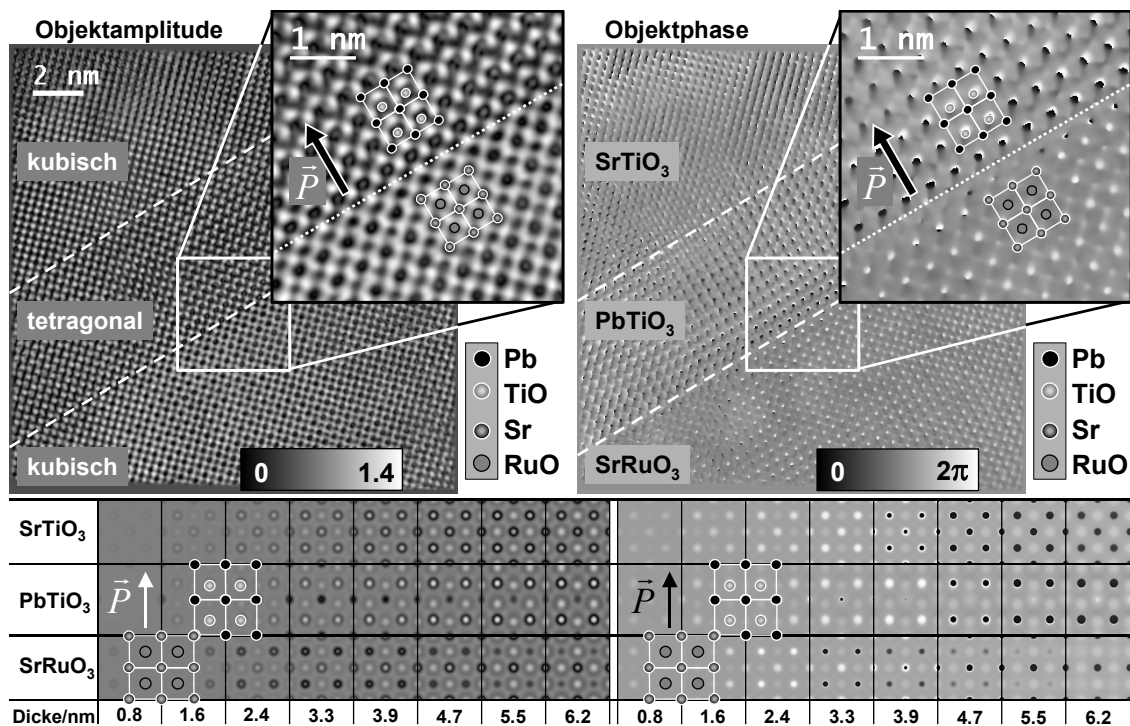 Objektamplitude
2 nm
1 nm
kubisch
P
tetragonal
kubisch
0 1.4
Pb
TiO
Sr
RuO
Objektphase
1 nm
SrTiO₃
P
PbTiO₃
SrRuO₃
0 2π
Pb
TiO
Sr
RuO
SrTiO₃
PbTiO₃ P P
SrRuO₃
Dicke/nm 0.8 1.6 2.4 3.3 3.9 4.7 5.5 6.2 0.8 1.6 2.4 3.3 3.9 4.7 5.5 6.2